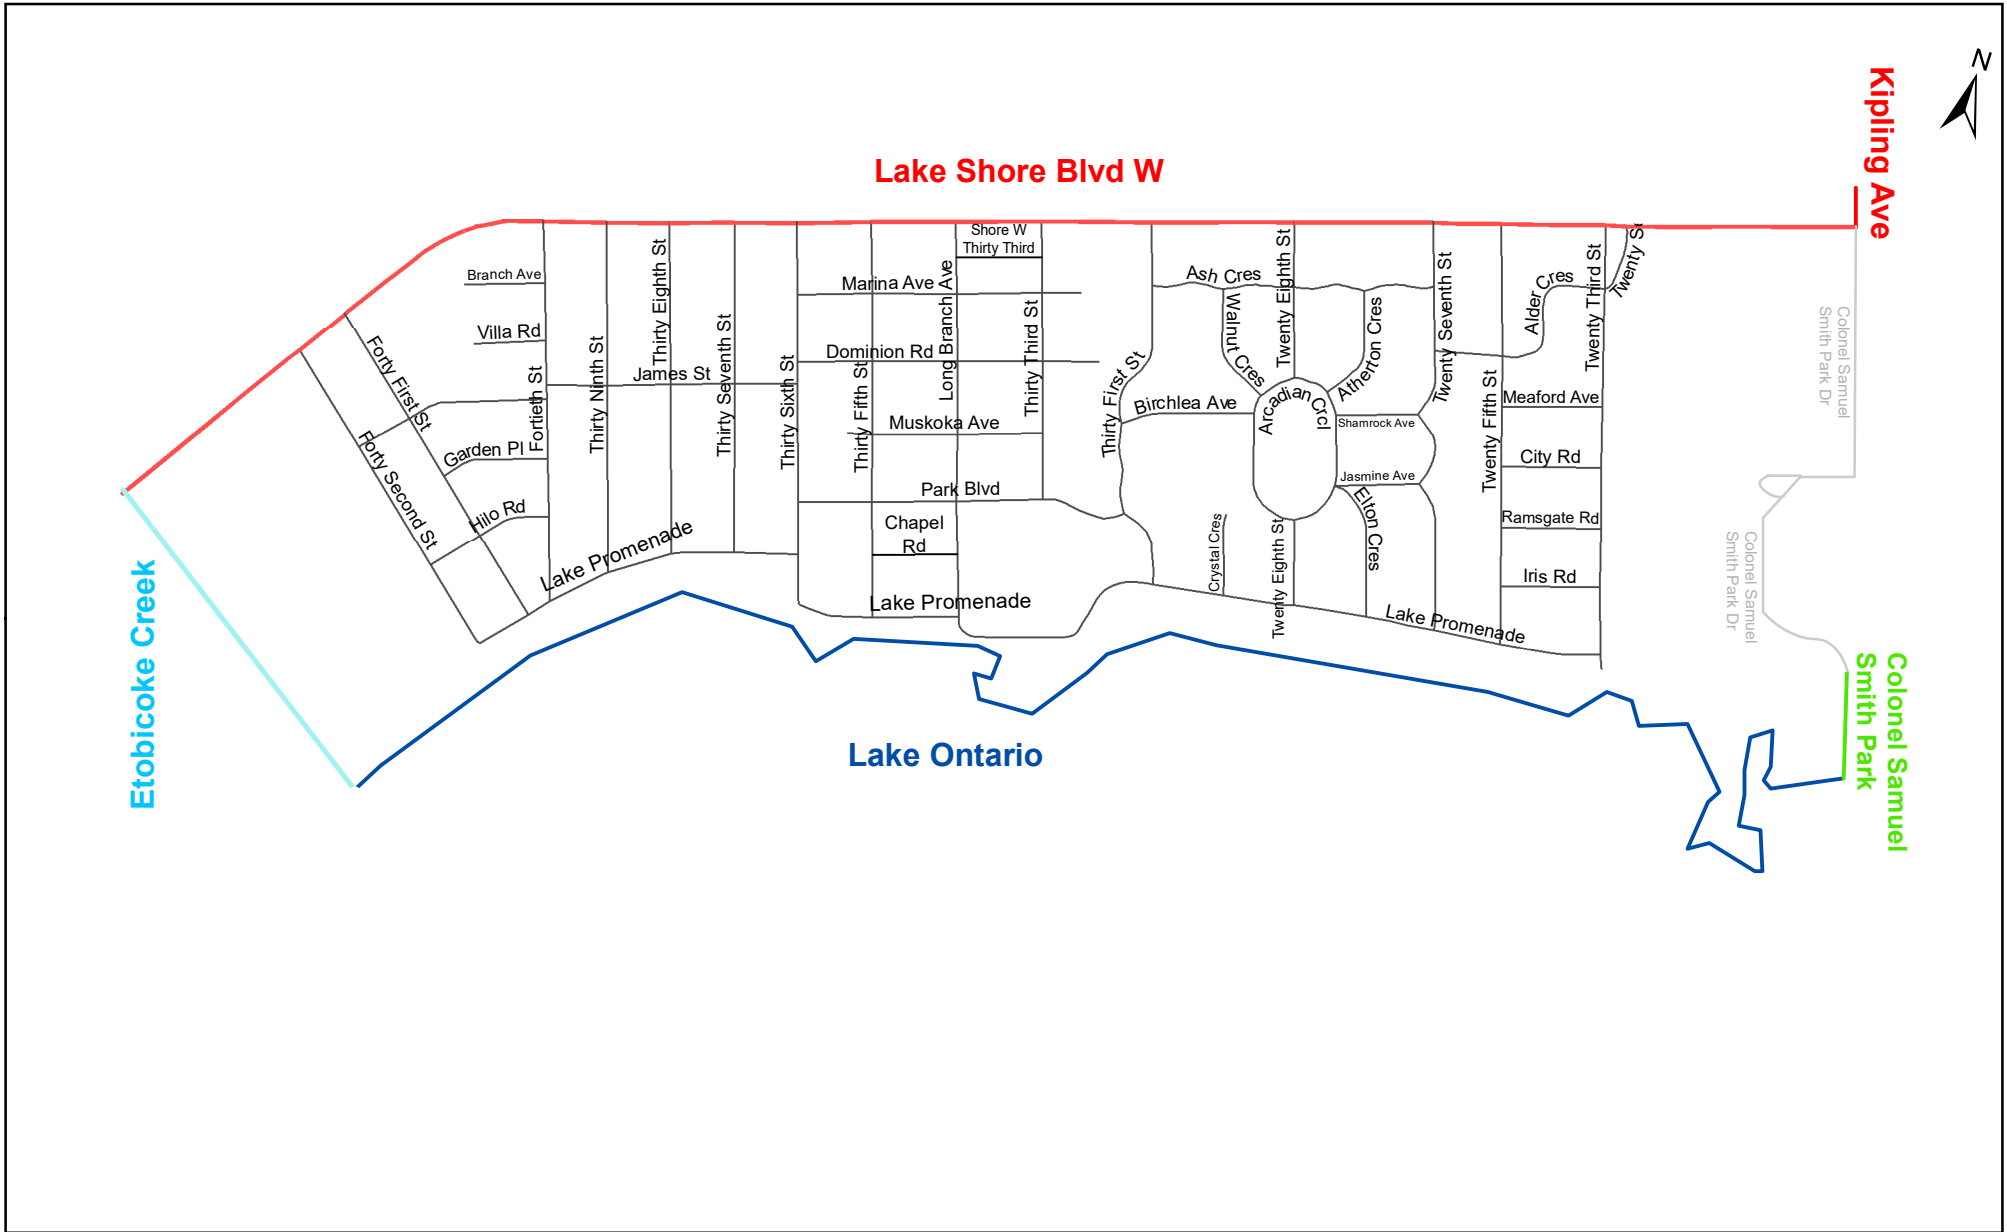 N
Kipling Ave
Lake Shore Blvd W
Shore W
Thirty Third
Branch Ave
Villa Rd
Forty First St
Forty Second St
Garden Pl
Hilo Rd
Fortieth St
Thirty Ninth St
Thirty Eighth St
James St
Thirty Seventh St
Thirty Sixth St
Marina Ave
Dominion Rd
Thirty Fifth St
Long Branch Ave
Muskoka Ave
Thirty Third St
Park Blvd
Chapel
Rd
Lake Promenade
Lake Promenade
Thirty First St
Ash Cres
Walnut Cres
Twenty Eighth St
Atherton Cres
Birchlea Ave
Arcadian Crcl
Shamrock Ave
Jasmine Ave
Elton Cres
Crystal Cres
Twenty Eighth St
Lake Promenade
Twenty Seventh St
Twenty Fifth St
Alder Cres
Twenty Third St
Twenty
Meaford Ave
City Rd
Ramsgate Rd
Iris Rd
Colonel Samuel
Smith Park Dr
Colonel Samuel
Smith Park Dr
Colonel Samuel
Smith Park
Etobicoke Creek
Lake Ontario